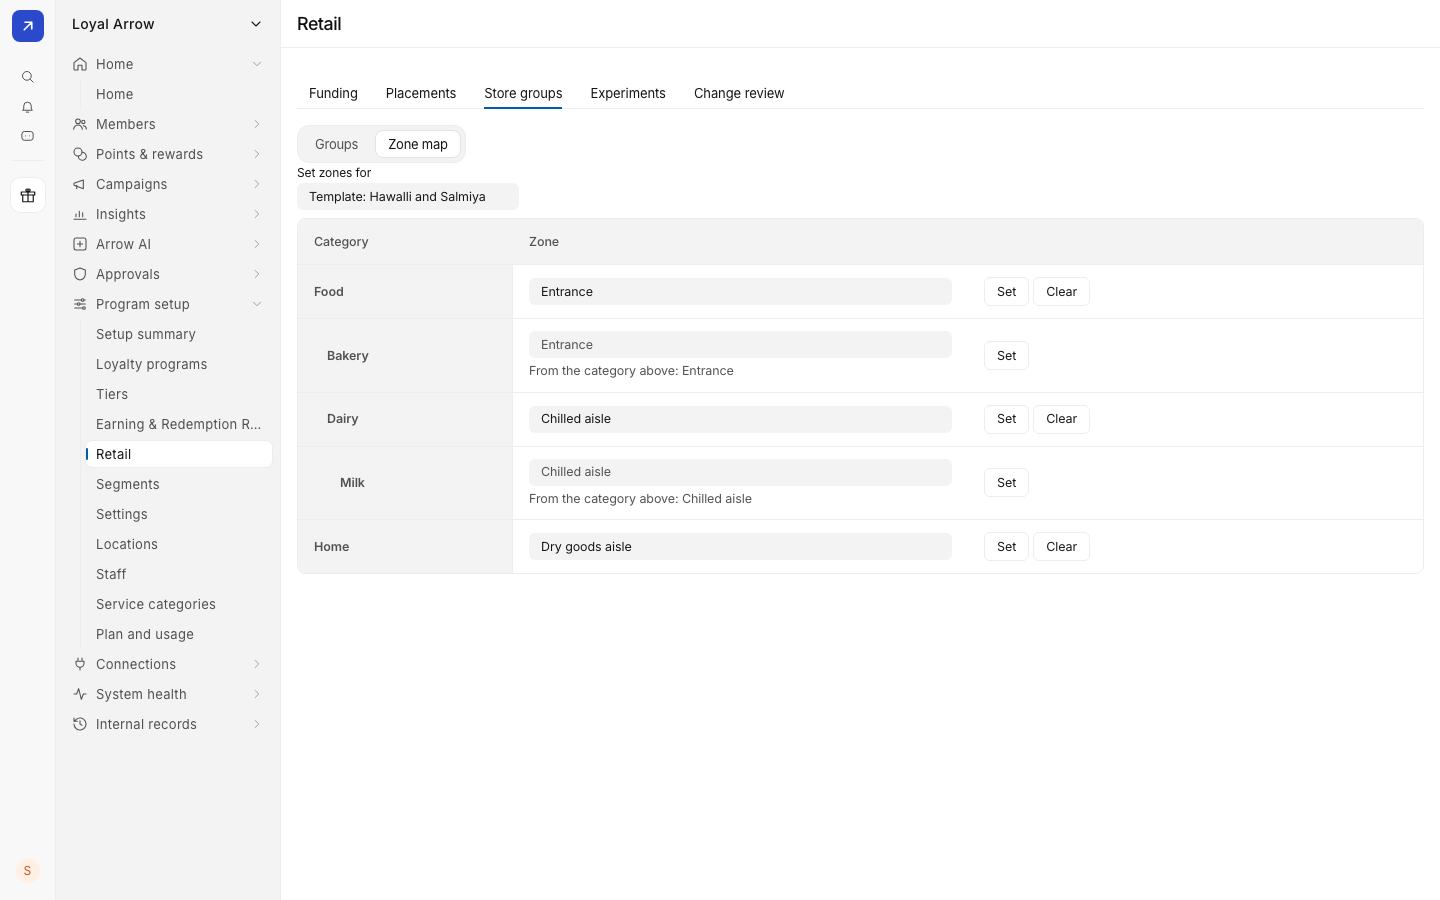 Loyal Arrow
Retail
Home
Home
Members
Points & rewards
Campaigns
Insights
Arrow AI
Approvals
Program setup
Setup summary
Loyalty programs
Tiers
Earning & Redemption R...
Retail
Segments
Settings
Locations
Staff
Service categories
Plan and usage
Connections
System health
Internal records
S
Funding Placements Store groups Experiments Change review
Groups Zone map
Set zones for
Template: Hawalli and Salmiya
Category Zone
Food Entrance Set Clear
Bakery Entrance Set
From the category above: Entrance
Dairy Chilled aisle Set Clear
Milk Chilled aisle Set
From the category above: Chilled aisle
Home Dry goods aisle Set Clear